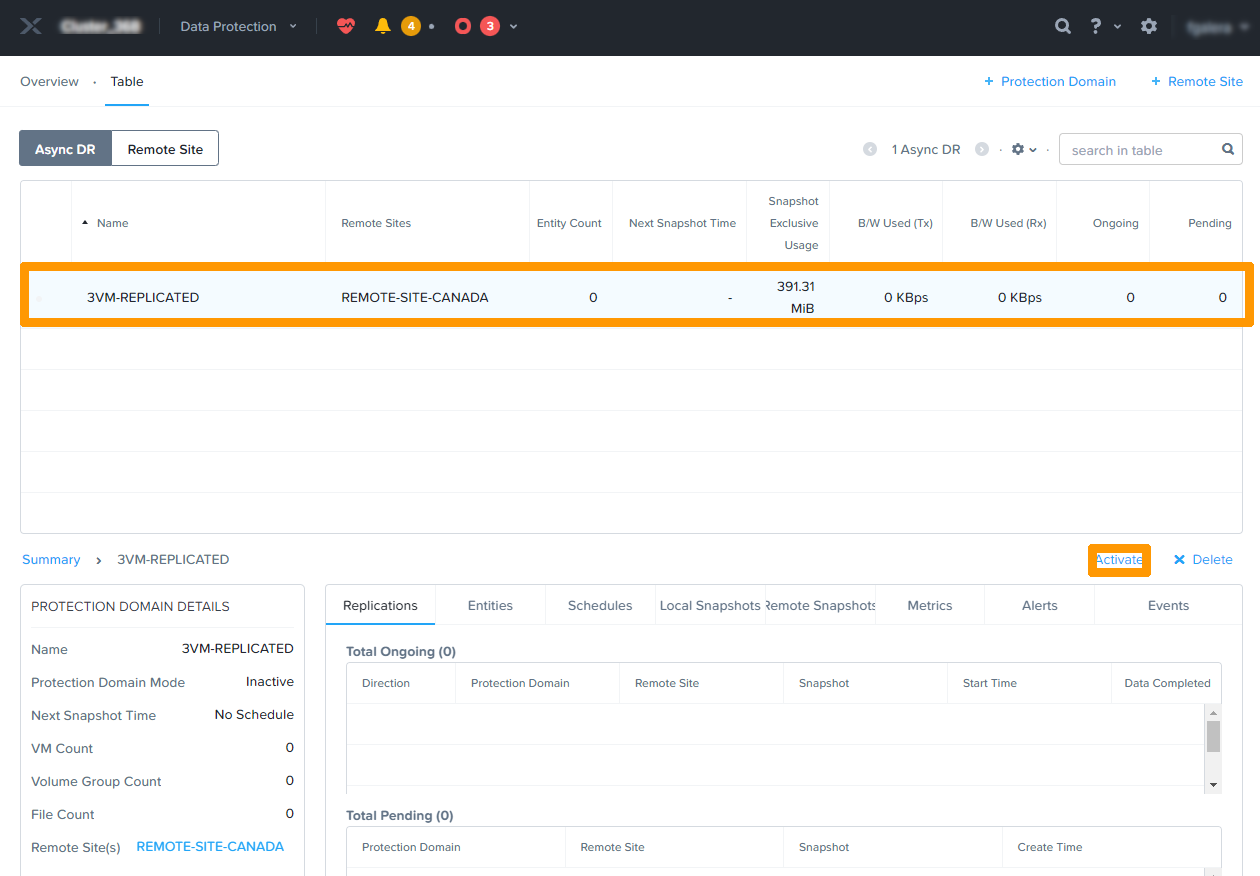 Data Protection
4
3
?
Overview · Table
+ Protection Domain
+ Remote Site
Async DR
Remote Site
1 Async DR
search in table
Name
Remote Sites
Entity Count
Next Snapshot Time
Snapshot
Exclusive
Usage
B/W Used (Tx)
B/W Used (Rx)
Ongoing
Pending
3VM-REPLICATED
REMOTE-SITE-CANADA
0
-
391.31
MiB
0 KBps
0 KBps
0
0
Summary › 3VM-REPLICATED
Activate
Delete
PROTECTION DOMAIN DETAILS
Name 3VM-REPLICATED
Protection Domain Mode Inactive
Next Snapshot Time No Schedule
VM Count 0
Volume Group Count 0
File Count 0
Remote Site(s) REMOTE-SITE-CANADA
Replications
Entities
Schedules
Local Snapshots
Remote Snapshots
Metrics
Alerts
Events
Total Ongoing (0)
Direction
Protection Domain
Remote Site
Snapshot
Start Time
Data Completed
Total Pending (0)
Protection Domain
Remote Site
Snapshot
Create Time